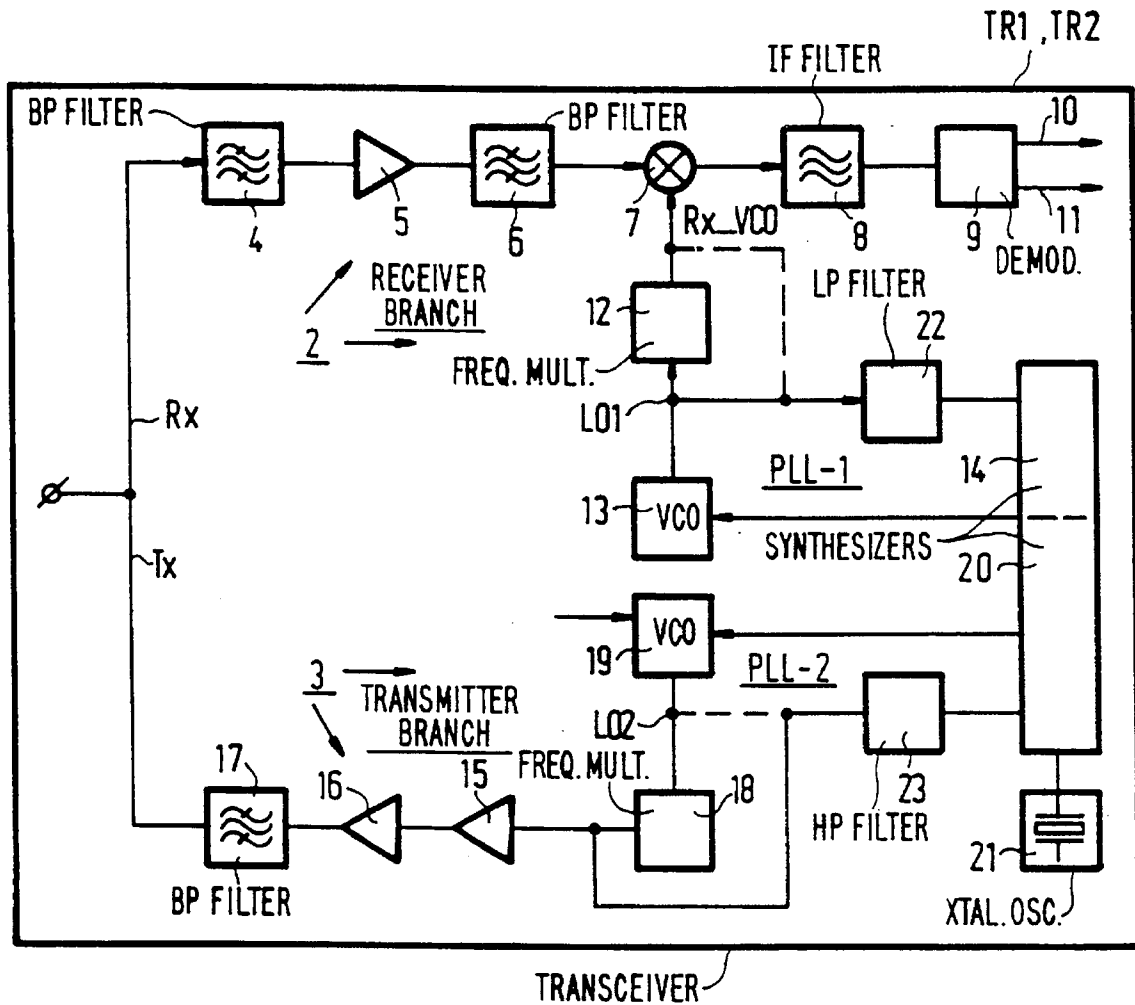 TR1 , TR2
IF FILTER
BP FILTER
BP FILTER
10
4
5
6
7
8
9
11
DEMOD.
Rx_VCO
LP FILTER
2
RECEIVER
BRANCH
12
FREQ. MULT.
22
LO1
Rx
14
PLL-1
13
VCO
SYNTHESIZERS
Tx
20
VCO
19
PLL-2
3
TRANSMITTER
BRANCH
LO2
FREQ. MULT.
17
16
15
18
23
HP FILTER
21
BP FILTER
XTAL. OSC.
TRANSCEIVER